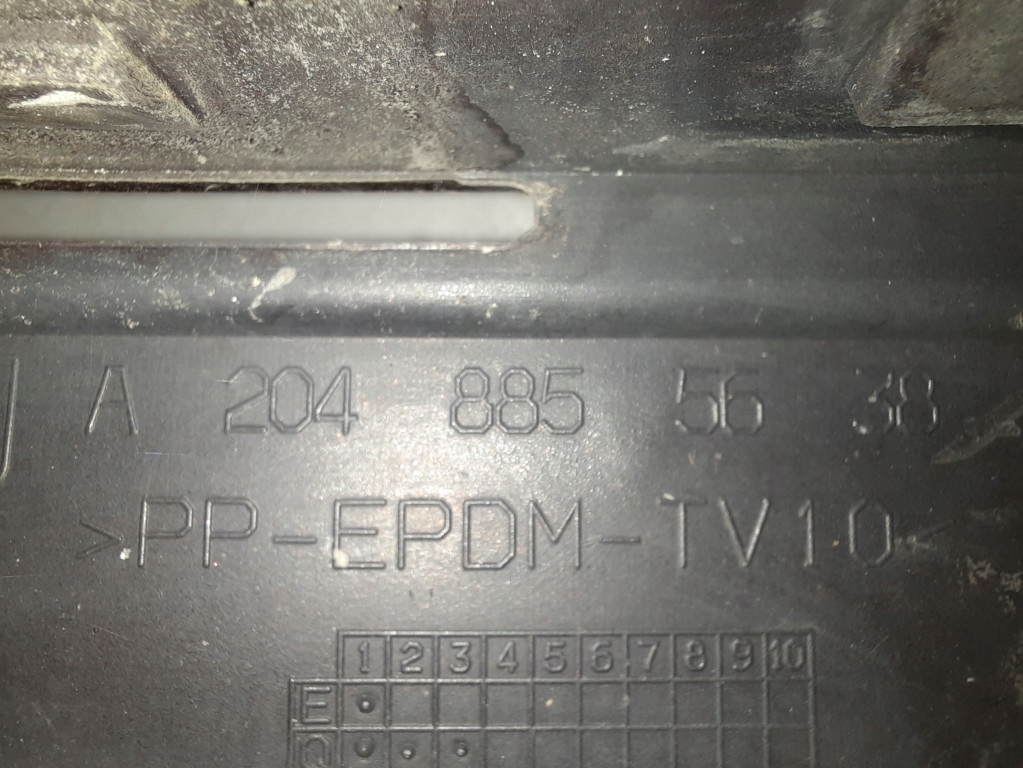 A 204 885 56 38
>PP-EPDM-TV10<
1 2 3 4 5 6 7 8 9 10
E
Q